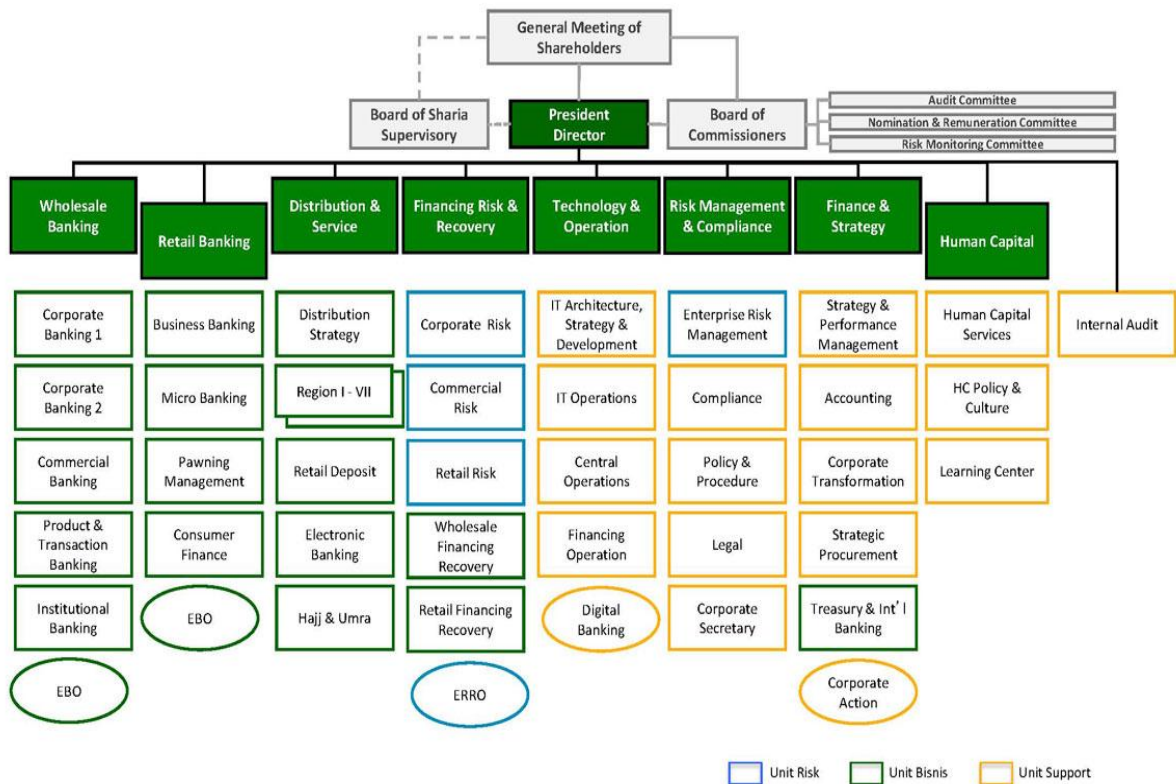 General Meeting of
Shareholders
Board of Sharia
Supervisory
President
Director
Board of
Commissioners
Audit Committee
Nomination & Remuneration Committee
Risk Monitoring Committee
Wholesale
Banking
Retail Banking
Distribution &
Service
Financing Risk &
Recovery
Technology &
Operation
Risk Management
& Compliance
Finance &
Strategy
Human Capital
Corporate
Banking 1
Business Banking
Distribution
Strategy
Corporate Risk
IT Architecture,
Strategy &
Development
Enterprise Risk
Management
Strategy &
Performance
Management
Human Capital
Services
Internal Audit
Corporate
Banking 2
Micro Banking
Region I - VII
Commercial
Risk
IT Operations
Compliance
Accounting
HC Policy &
Culture
Commercial
Banking
Pawning
Management
Retail Deposit
Retail Risk
Central
Operations
Policy &
Procedure
Corporate
Transformation
Learning Center
Product &
Transaction
Banking
Consumer
Finance
Electronic
Banking
Wholesale
Financing
Recovery
Financing
Operation
Legal
Strategic
Procurement
Institutional
Banking
EBO
Hajj & Umra
Retail Financing
Recovery
Digital
Banking
Corporate
Secretary
Treasury & Int' l
Banking
EBO
ERRO
Corporate
Action
Unit Risk
Unit Bisnis
Unit Support